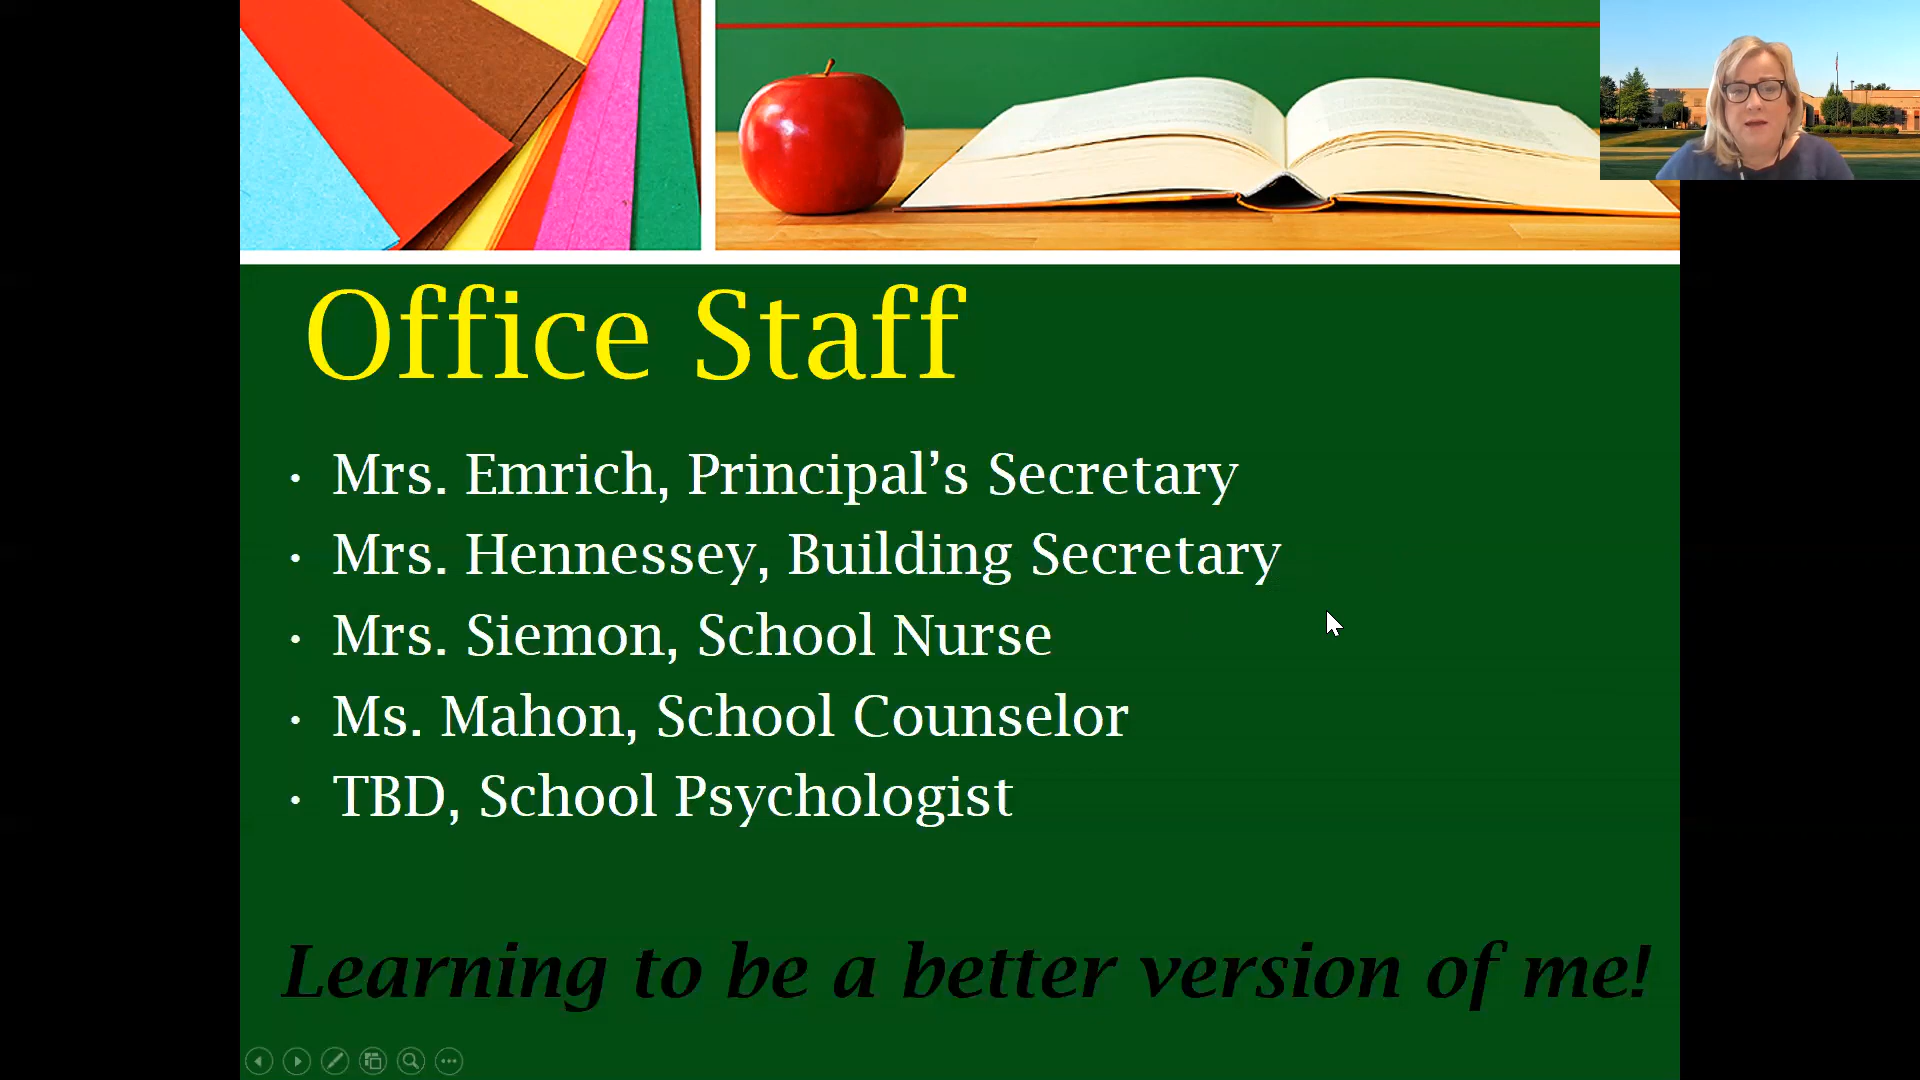 Office Staff
• Mrs. Emrich, Principal’s Secretary
• Mrs. Hennessey, Building Secretary
• Mrs. Siemon, School Nurse
• Ms. Mahon, School Counselor
• TBD, School Psychologist
Learning to be a better version of me!